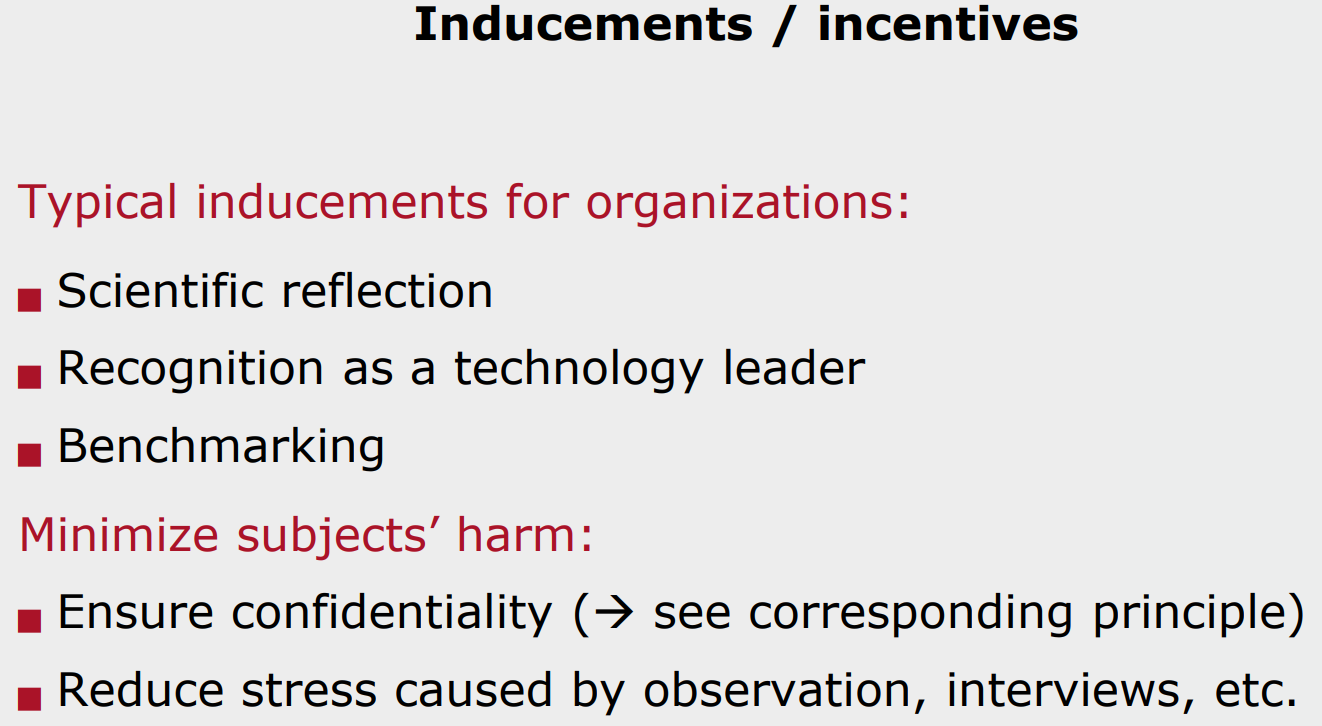 Inducements / incentives
Typical inducements for organizations:
■ Scientific reflection
■ Recognition as a technology leader
■ Benchmarking
Minimize subjects’ harm:
■ Ensure confidentiality (→ see corresponding principle)
■ Reduce stress caused by observation, interviews, etc.